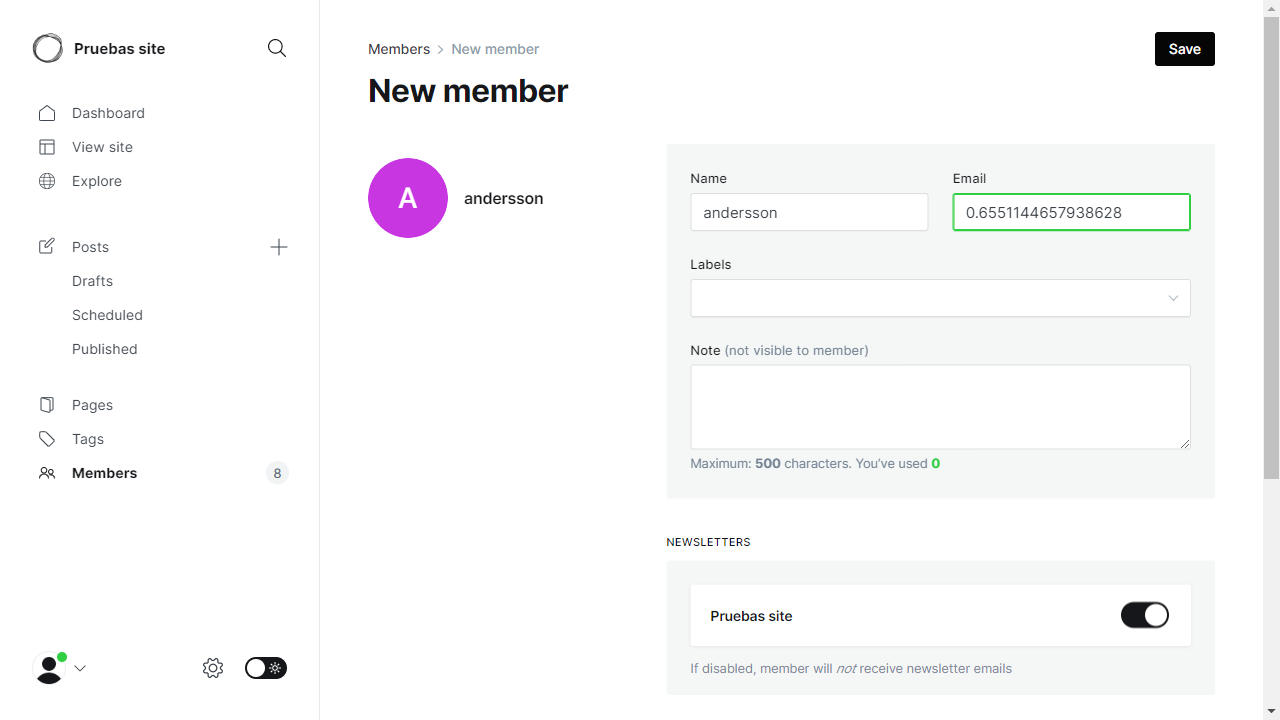 Pruebas site
Dashboard
View site
Explore
Posts
Drafts
Scheduled
Published
Pages
Tags
Members 8
Members > New member
Save
New member
A
andersson
Name
andersson
Email
0.6551144657938628
Labels
Note (not visible to member)
Maximum: 500 characters. You've used 0
NEWSLETTERS
Pruebas site
If disabled, member will not receive newsletter emails